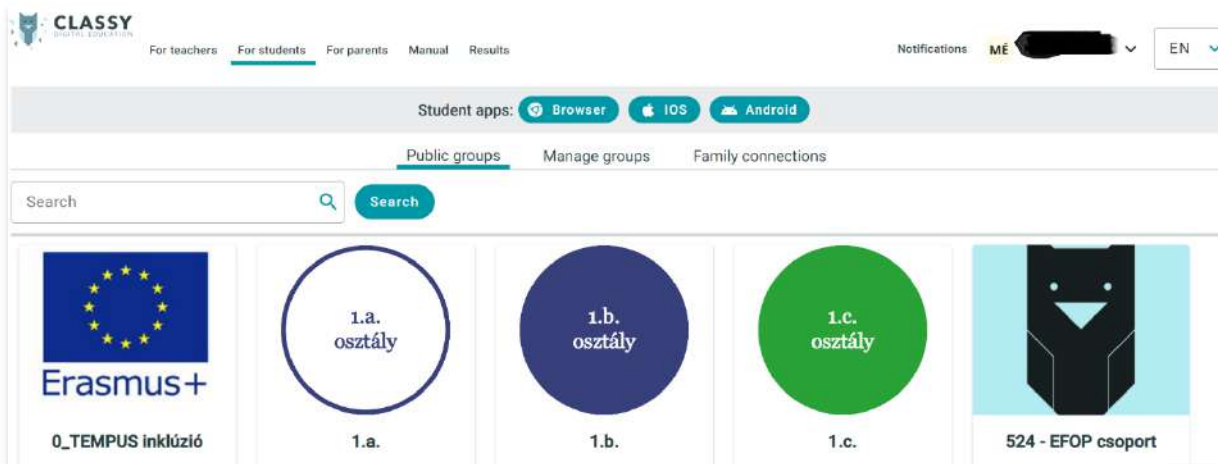 CLASSY
DIGITAL EDUCATION
For teachers For students For parents Manual Results
Notifications MÉ EN
Student apps: Browser IOS Android
Public groups Manage groups Family connections
Search Search
1.a.
osztály
1.b.
osztály
1.c.
osztály
Erasmus+
0_TEMPUS inklúzió 1.a. 1.b. 1.c. 524 - EFOP csoport